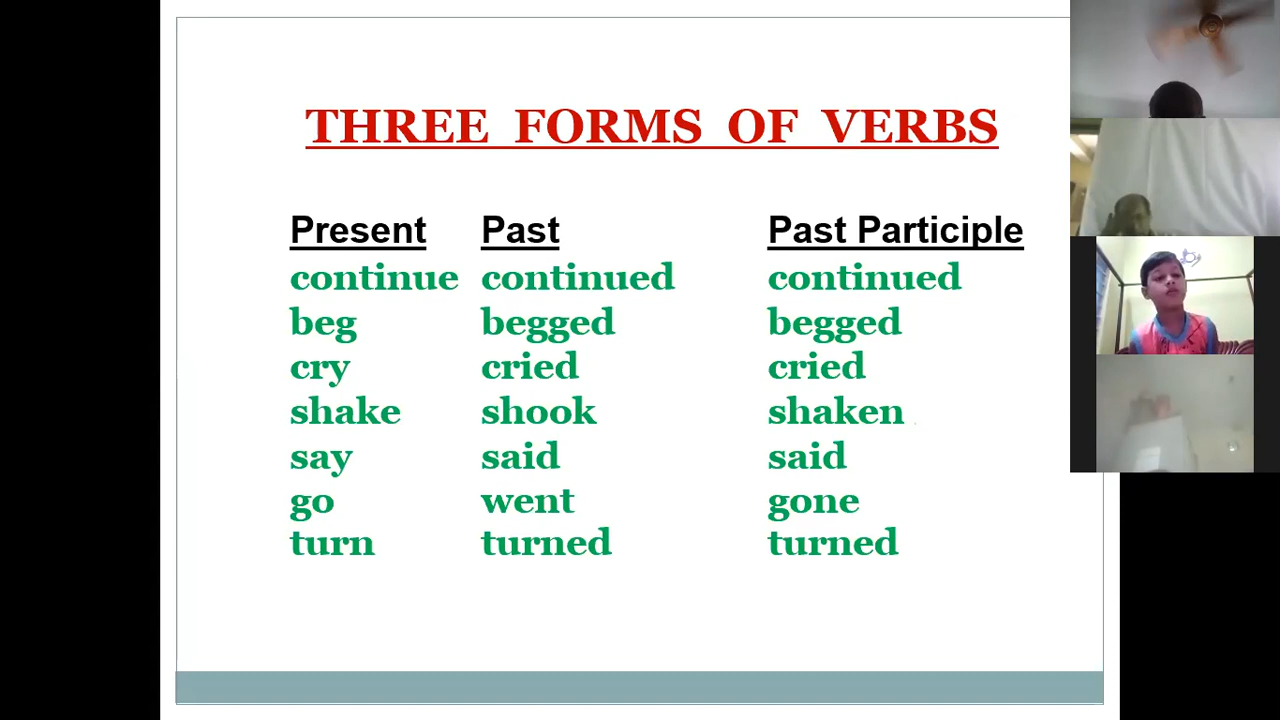 THREE FORMS OF VERBS
Present Past Past Participle
continue continued continued
beg begged begged
cry cried cried
shake shook shaken
say said said
go went gone
turn turned turned